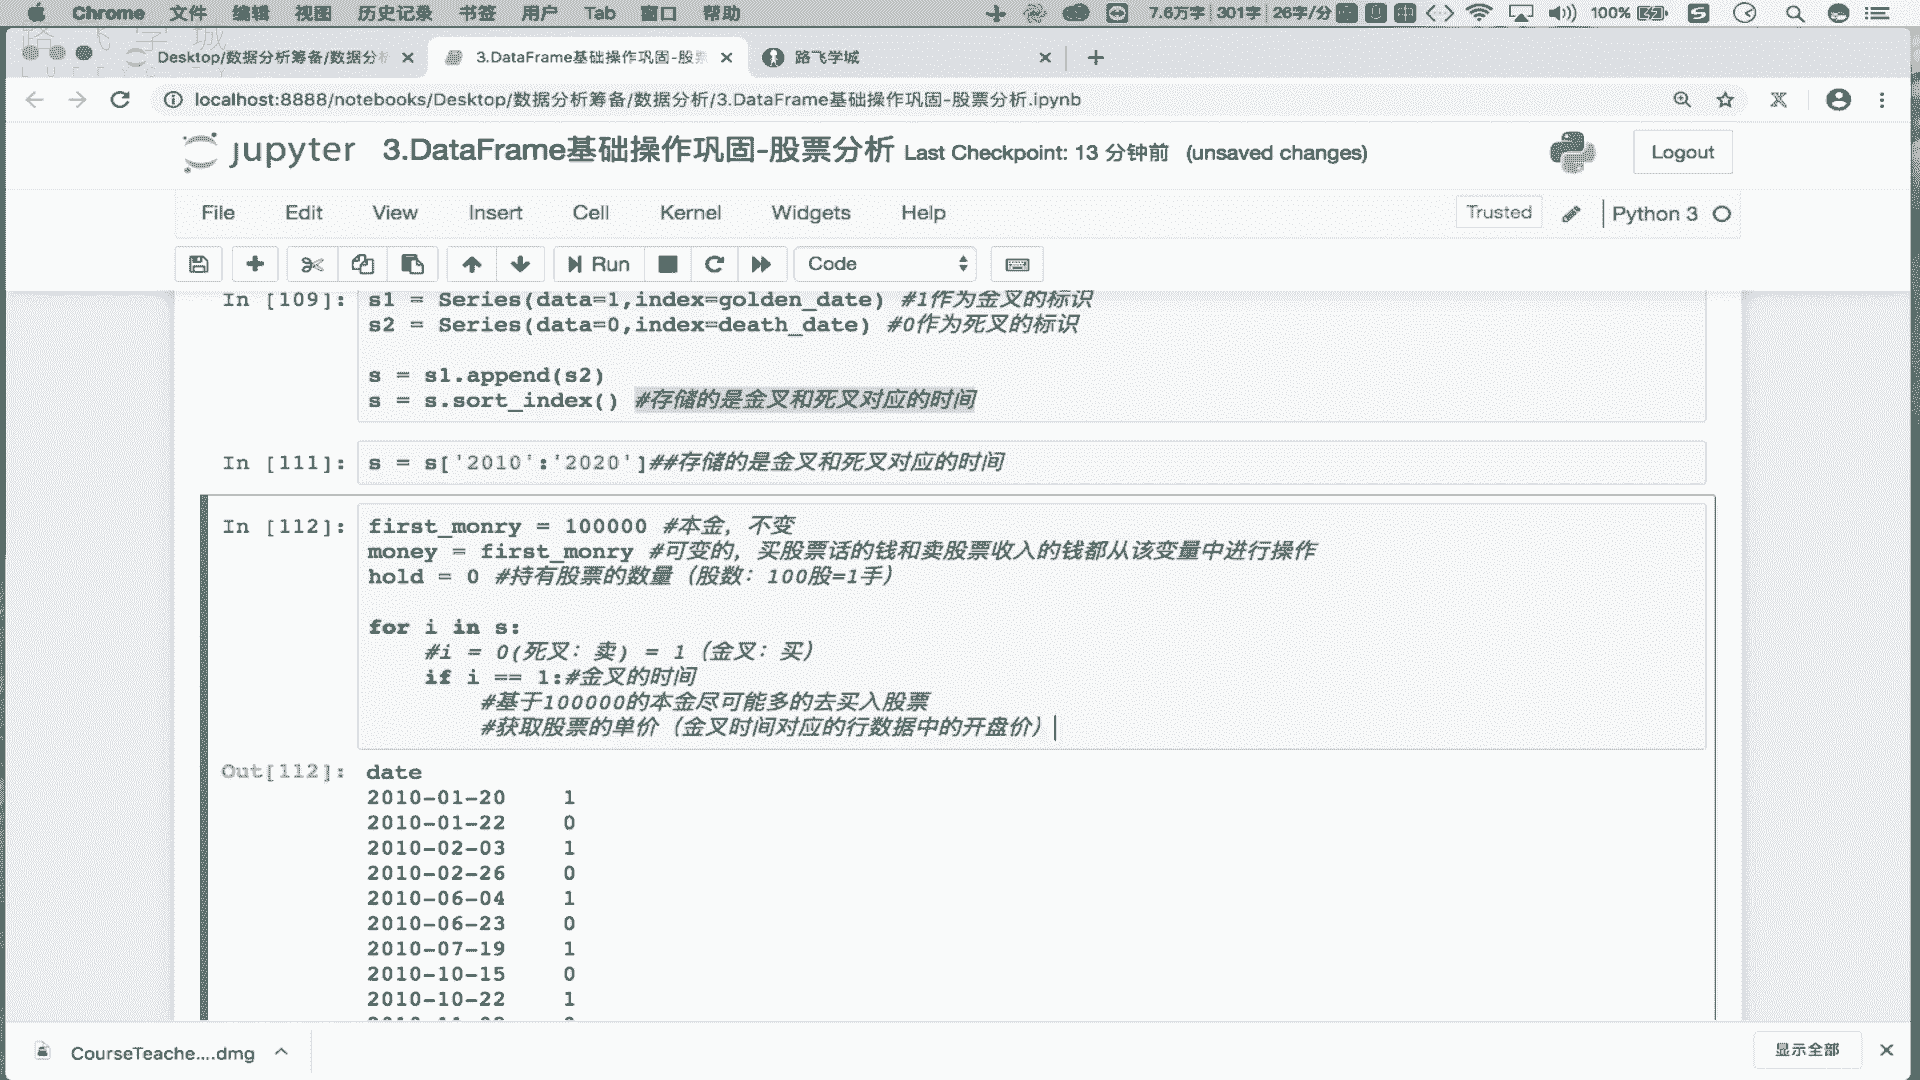 Chrome 文件 编辑 视图 历史记录 书签 用户 Tab 窗口 帮助 7.6万字 301字 26字/分 100%
Desktop/数据分析筹备/数据分析
3.DataFrame基础操作巩固-股票
路飞学城
localhost:8888/notebooks/Desktop/数据分析筹备/数据分析/3.DataFrame基础操作巩固-股票分析.ipynb
jupyter 3.DataFrame基础操作巩固-股票分析 Last Checkpoint: 13 分钟前 (unsaved changes)
Logout
File Edit View Insert Cell Kernel Widgets Help Trusted Python 3
Run Code
In [109]: s1 = Series(data=1,index=golden_date) #1作为金叉的标识
s2 = Series(data=0,index=death_date) #0作为死叉的标识
s = s1.append(s2)
s = s.sort_index() #存储的是金叉和死叉对应的时间
In [111]: s = s['2010':'2020']##存储的是金叉和死叉对应的时间
In [112]: first_monry = 100000 #本金，不变
money = first_monry #可变的，买股票话的钱和卖股票收入的钱都从该变量中进行操作
hold = 0 #持有股票的数量（股数：100股=1手）
for i in s:
#i = 0(死叉：卖) = 1（金叉：买）
if i == 1:#金叉的时间
#基于100000的本金尽可能多的去买入股票
#获取股票的单价（金叉时间对应的行数据中的开盘价）
Out[112]: date
2010-01-20 1
2010-01-22 0
2010-02-03 1
2010-02-26 0
2010-06-04 1
2010-06-23 0
2010-07-19 1
2010-10-15 0
2010-10-22 1
CourseTeache....dmg
显示全部